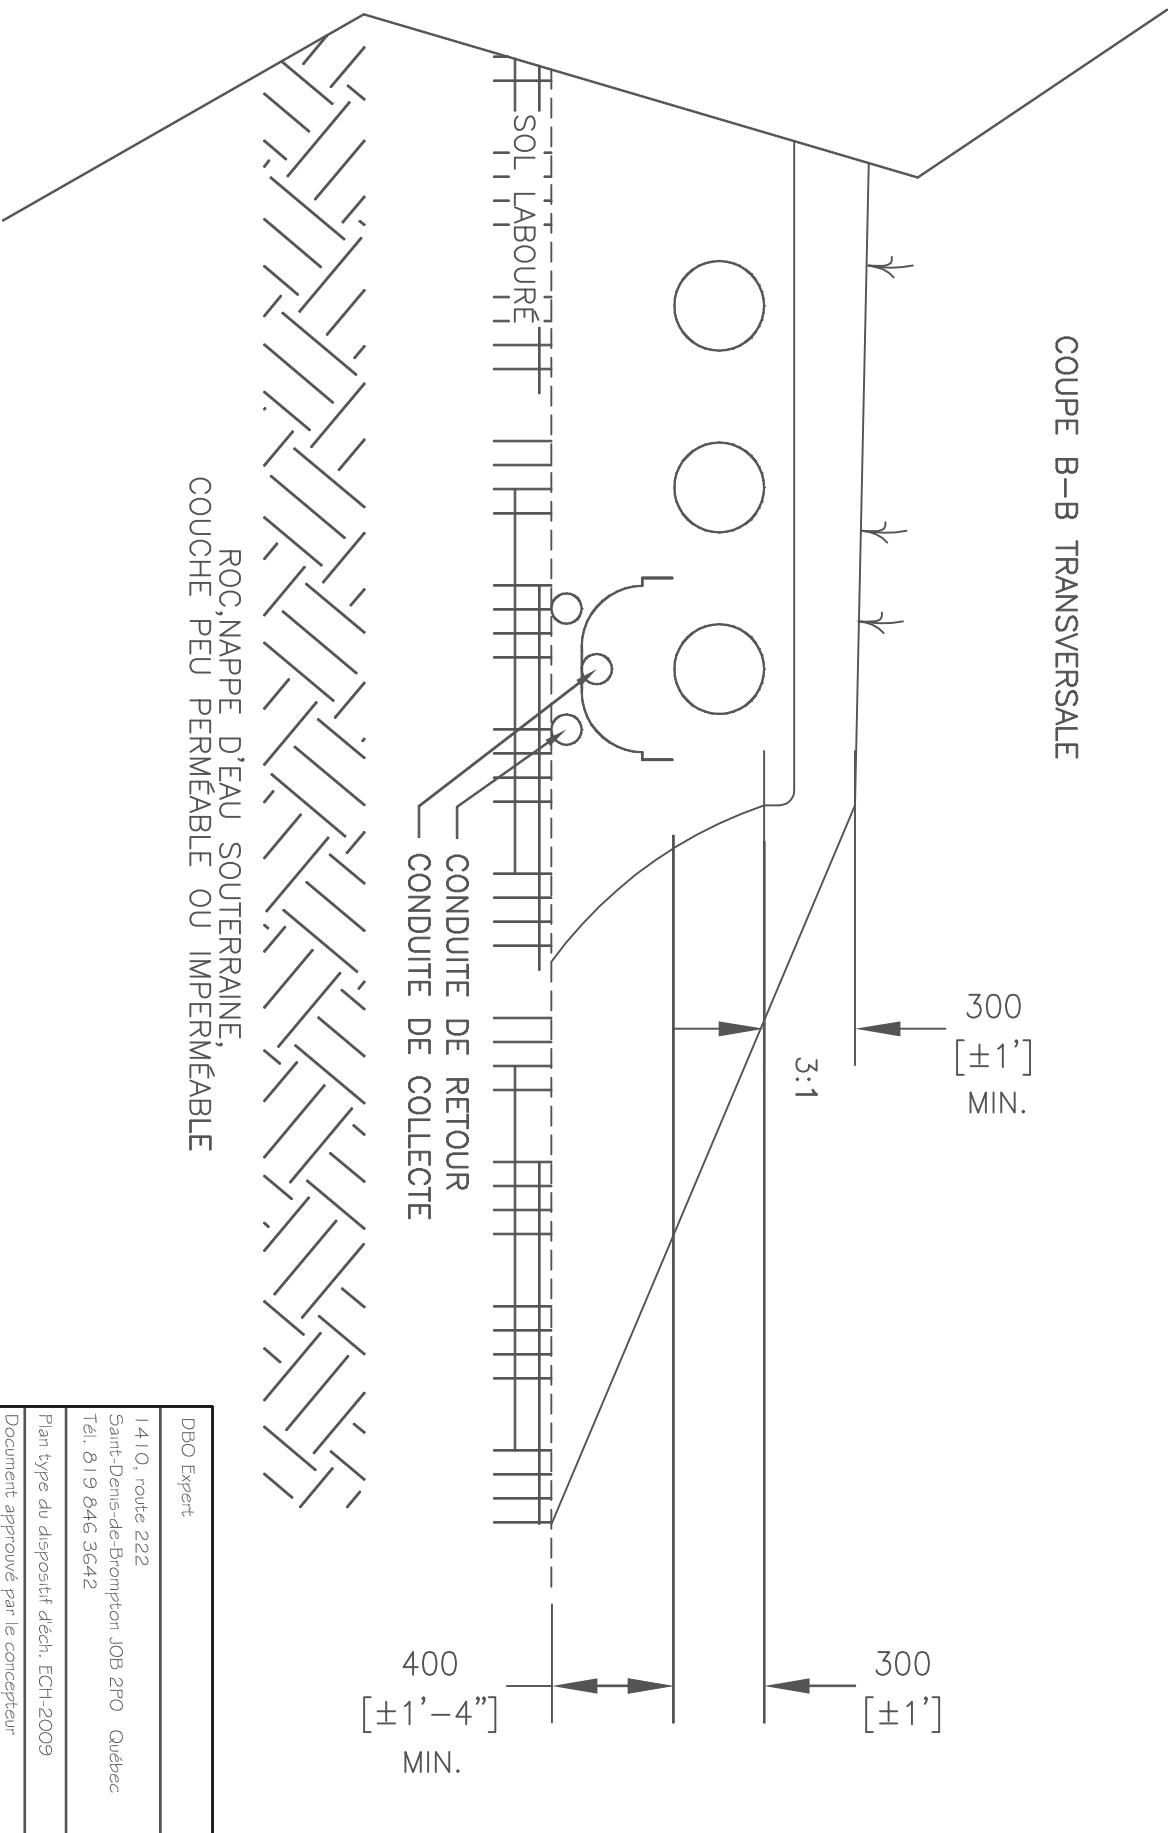 COUPE B-B TRANSVERSALE
300
[±1']
MIN.
3:1
300
[±1']
400
[±1'-4"]
MIN.
SOL LABOURÉ
CONDUITE DE RETOUR
CONDUITE DE COLLECTE
ROC,NAPPE D'EAU SOUTERRAINE,
COUCHE PEU PERMÉABLE OU IMPERMÉABLE
DBO Expert
1410, route 222
Saint-Denis-de-Brompton J0B 2P0 Québec
Tél. 819 846 3642
Plan type du dispositif d'éch. ECH-2009
Document approuvé par le concepteur